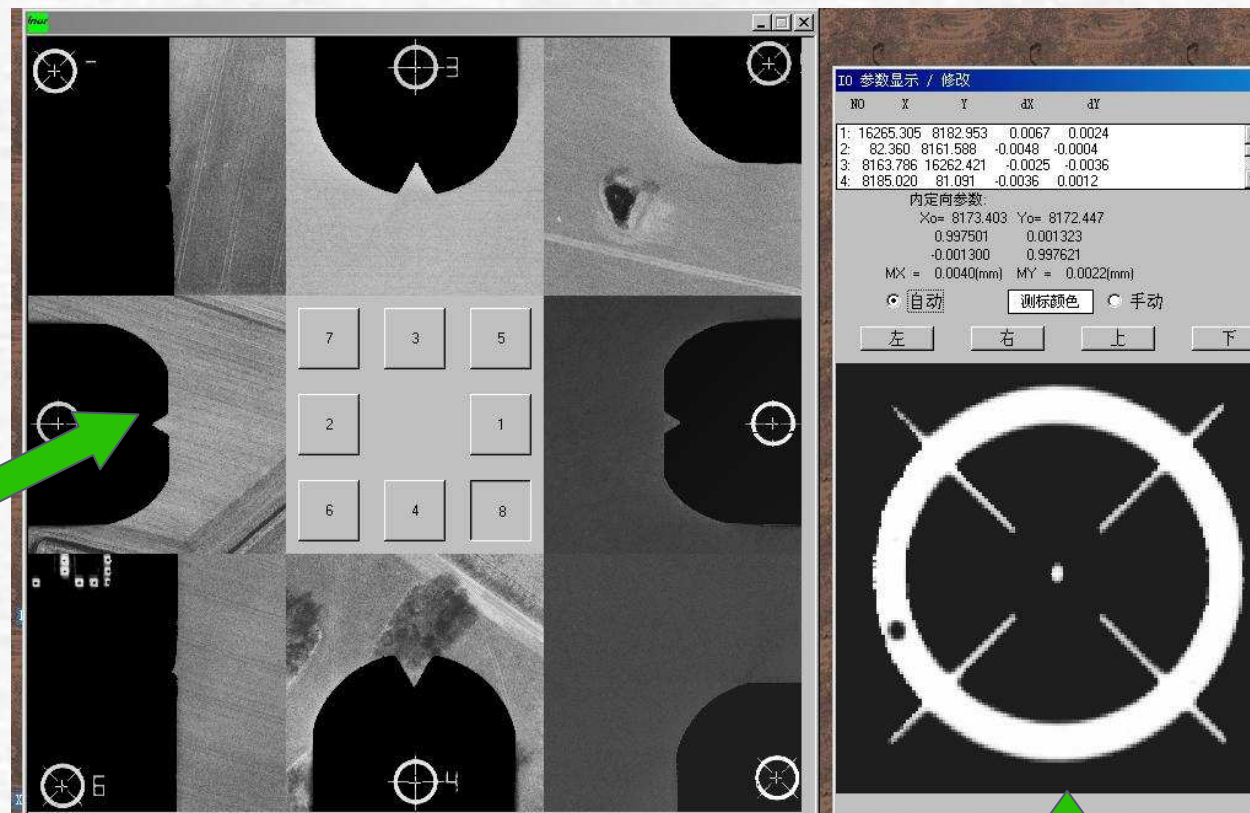 -
3
IO 参数显示 / 修改
NO X Y dX dY
1: 16265.305 8182.953 0.0067 0.0024
2: 82.360 8161.588 -0.0048 -0.0004
3: 8163.786 16262.421 -0.0025 -0.0036
4: 8185.020 81.091 -0.0036 0.0012
内定向参数:
Xo= 8173.403 Yo= 8172.447
0.997501 0.001323
-0.001300 0.997621
MX = 0.0040(mm) MY = 0.0022(mm)
自动 测标颜色 手动
左 右 上 下
7 3 5
2 1
6 4 8
6
4